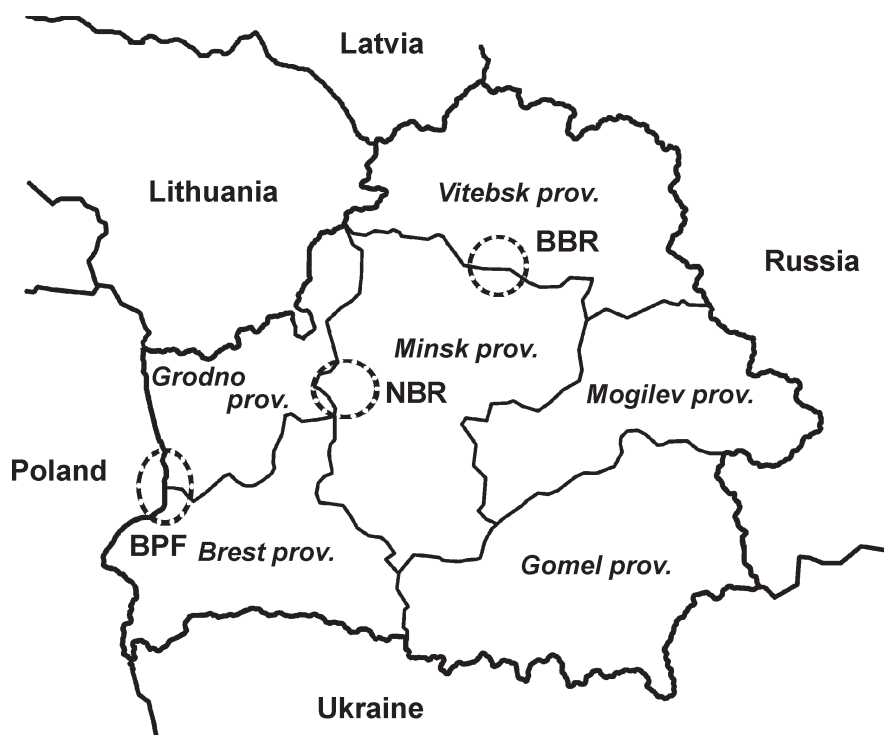 Latvia
Lithuania
Vitebsk prov.
BBR
Russia
Minsk prov.
Grodno
prov.
NBR
Mogilev prov.
Poland
BPF
Brest prov.
Gomel prov.
Ukraine